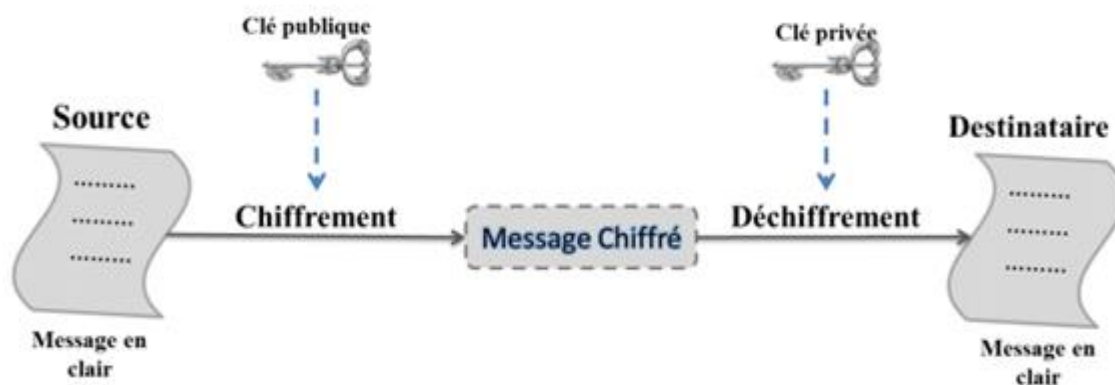 Clé publique
Clé privée
Source
Destinataire
Chiffrement
Message Chiffré
Déchiffrement
Message en
clair
Message en
clair